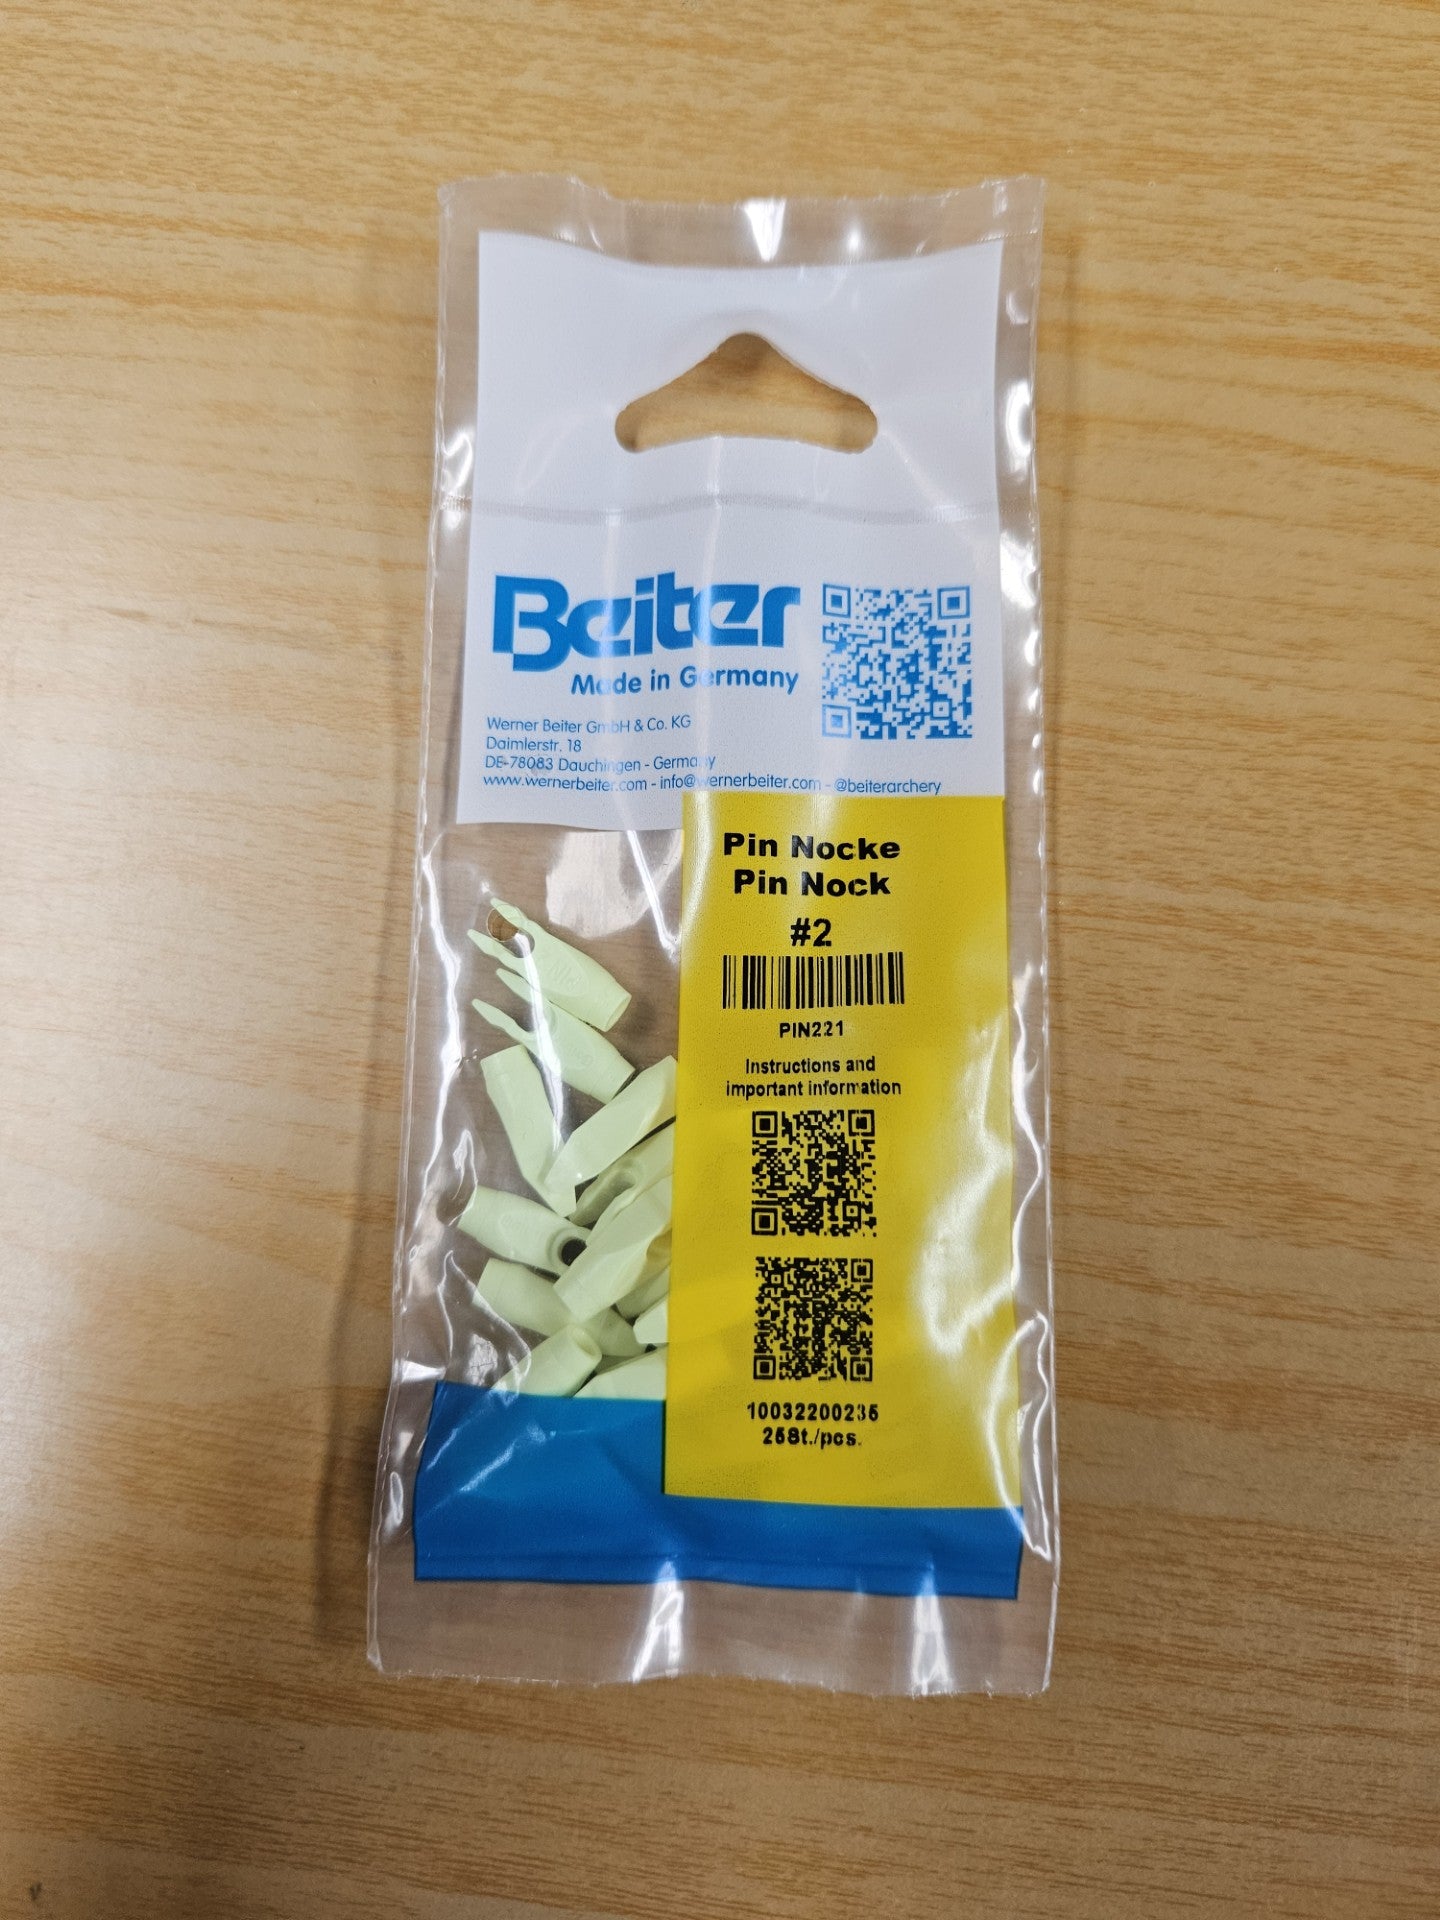 Beiter
Made in Germany
Werner Beiter GmbH & Co. KG
Daimlerstr. 18
DE-78083 Dauchingen - Germany
www.wernerbeiter.com - info@wernerbeiter.com - @beiterarchery
Pin Nocke
Pin Nock
#2
PIN221
Instructions and
important information
10032200235
25St./pcs.